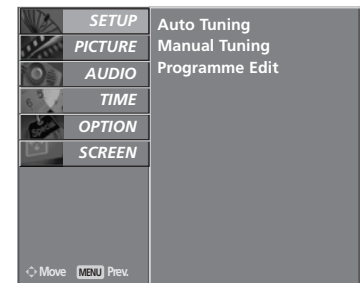 SETUP
PICTURE
AUDIO
TIME
OPTION
SCREEN
Auto Tuning
Manual Tuning
Programme Edit
Move MENU Prev.